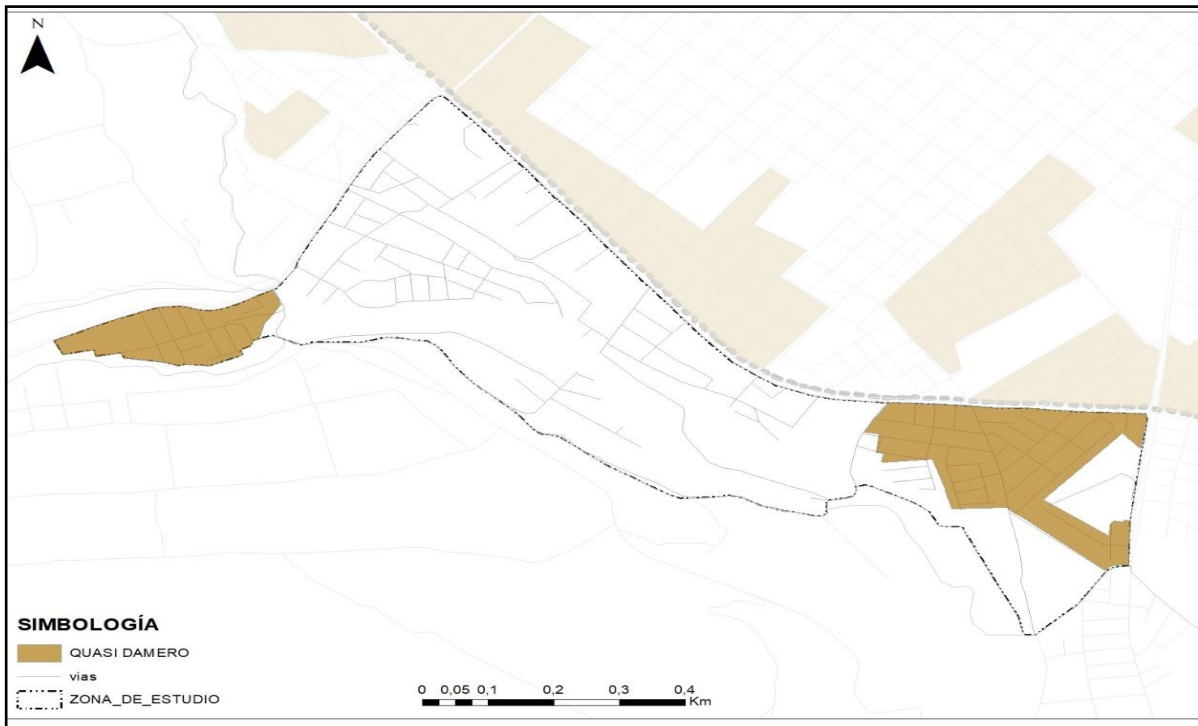 N
SIMBOLOGÍA
QUASI DAMERO
vias
ZONA_DE_ESTUDIO
0 0,05 0,1 0,2 0,3 0,4
Km